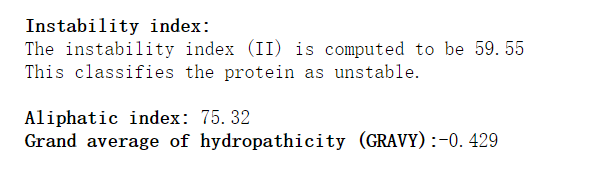 Instability index:
The instability index (II) is computed to be 59.55
This classifies the protein as unstable.
Aliphatic index: 75.32
Grand average of hydropathicity (GRAVY):-0.429